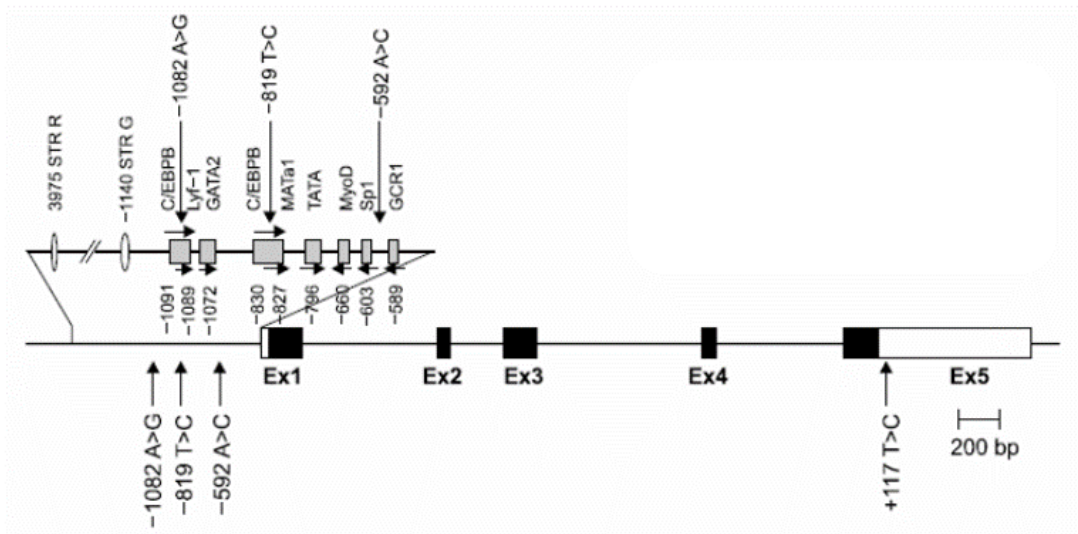 −1082 A>G
−819 T>C
−592 A>C
3975 STR R
−1140 STR G
C/EBPB
Lyf−1
GATA2
C/EBPB
MATa1
TATA
MyoD
Sp1
GCR1
−1091
−1089
−1072
−830
−827
−796
−660
−603
−589
Ex1
Ex2
Ex3
Ex4
Ex5
−1082 A>G
−819 T>C
−592 A>C
+117 T>C
200 bp